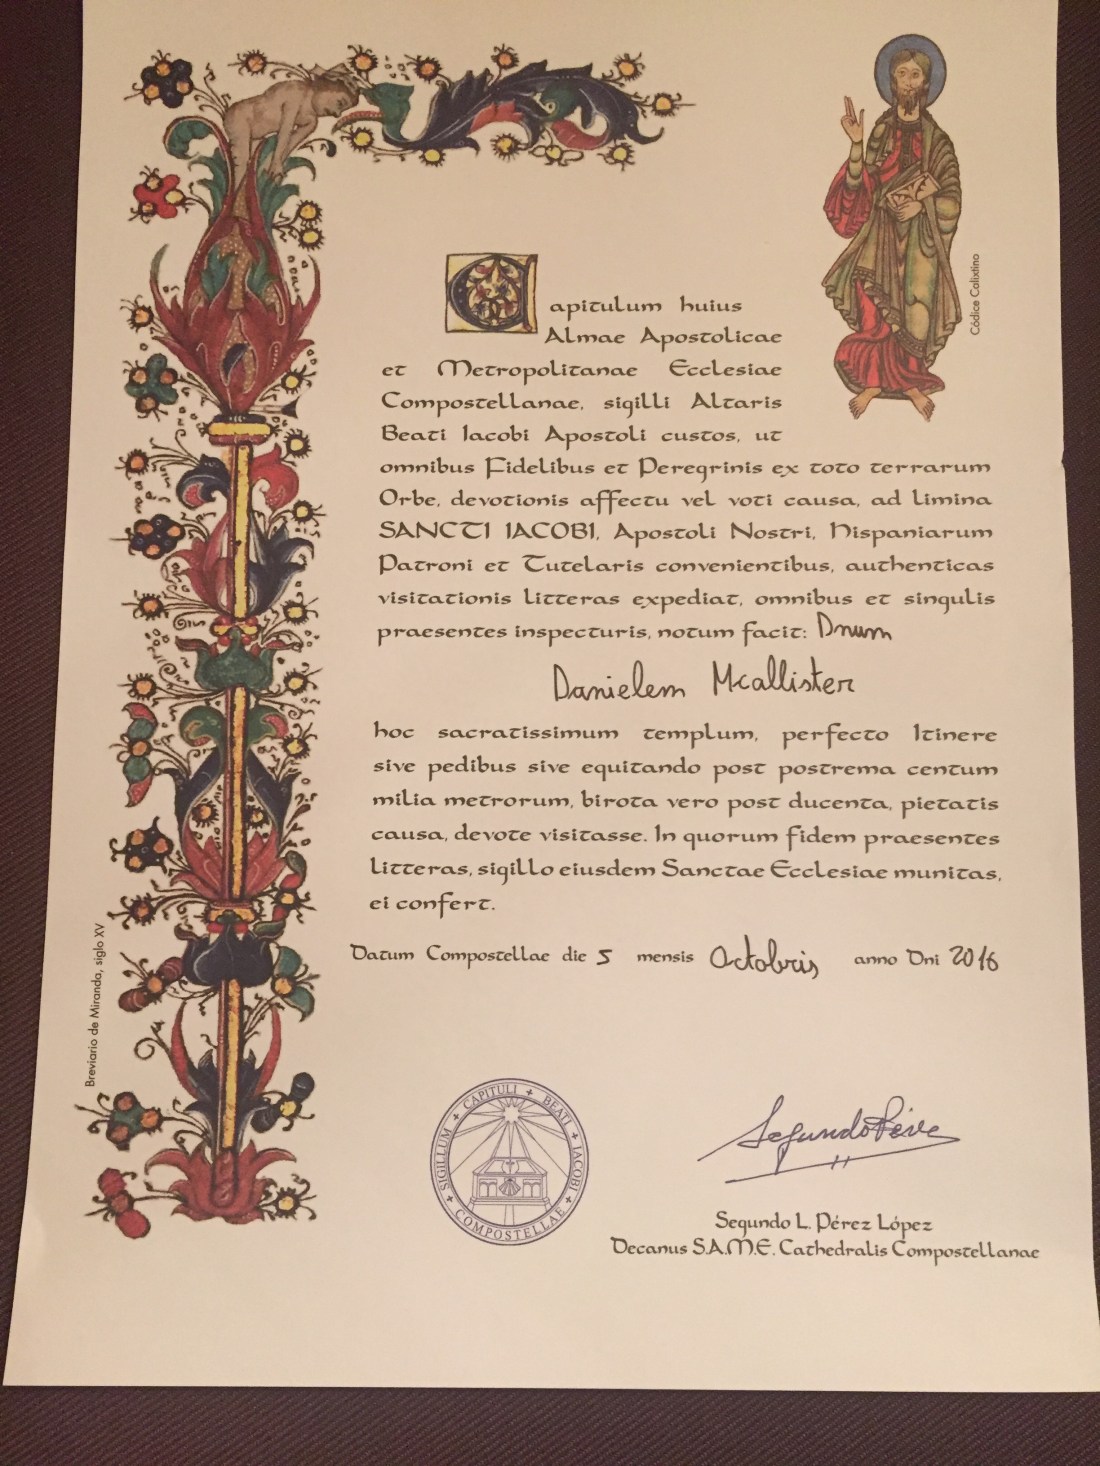 Códice Calixtino
Capitulum huius
Almae Apostolicae
et Metropolitanae Ecclesiae
Compostellanae, sigilli Altaris
Beati Iacobi Apostoli custos, ut
omnibus Fidelibus et Peregrinis ex toto terrarum
Orbe, devotionis affectu vel voti causa, ad limina
SANCTI IACOBI, Apostoli Nostri, Hispaniarum
Patroni et Tutelaris convenientibus, authenticas
visitationis litteras expediat, omnibus et singulis
praesentes inspecturis, notum facit: Dnum
Danielem Mcallister
hoc sacratissimum templum, perfecto Itinere
sive pedibus sive equitando post postrema centum
milia metrorum, birota vero post ducenta, pietatis
causa, devote visitasse. In quorum fidem praesentes
litteras, sigillo eiusdem Sanctae Ecclesiae munitas,
ei confert.
Datum Compostellae die 5 mensis Octobris anno Dni 2016
Breviario de Miranda, siglo XV
SIGILLUM + CAPITULI + BEATI + IACOBI + COMPOSTELLAE +
Segundo Pérez
Segundo L. Pérez López
Decanus S.A.M.E. Cathedralis Compostellanae